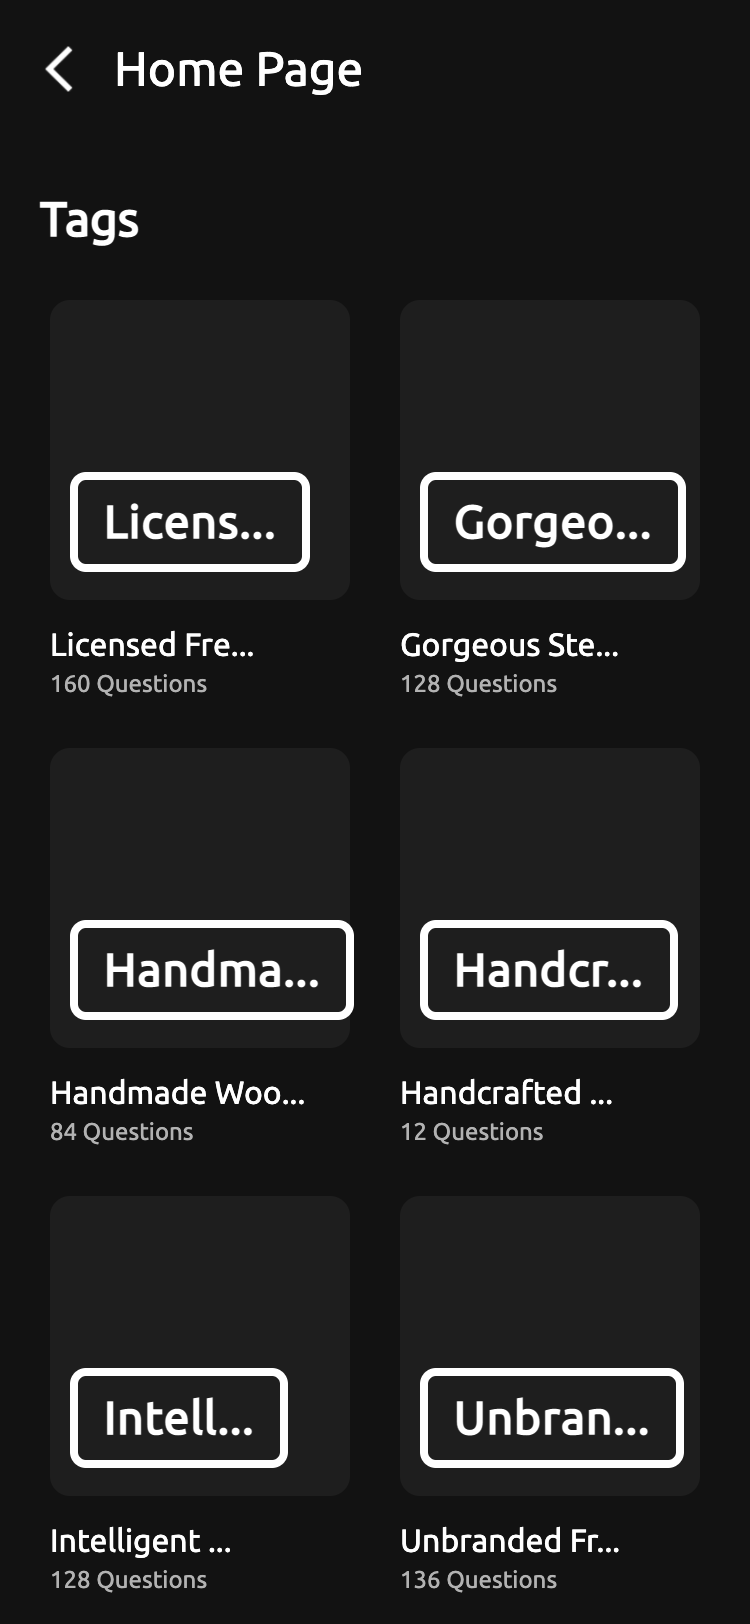 Home Page
Tags
Licens...
Gorgeo...
Licensed Fre...
160 Questions
Gorgeous Ste...
128 Questions
Handma...
Handcr...
Handmade Woo...
84 Questions
Handcrafted ...
12 Questions
Intell...
Unbran...
Intelligent ...
128 Questions
Unbranded Fr...
136 Questions